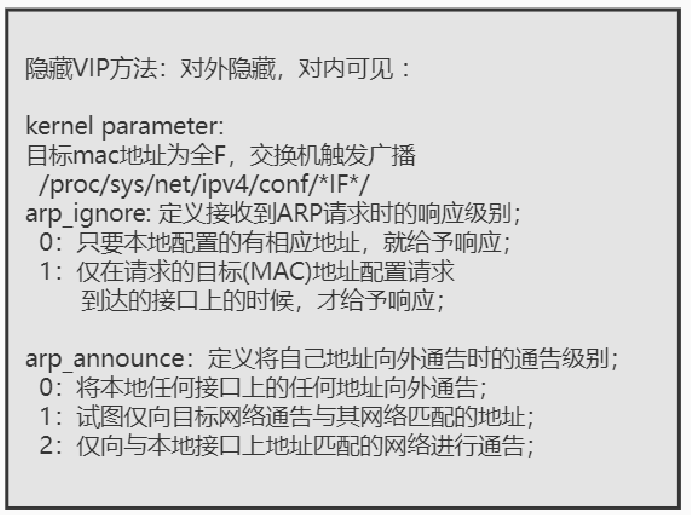 隐藏VIP方法：对外隐藏，对内可见 ：
kernel parameter:
目标mac地址为全F，交换机触发广播
/proc/sys/net/ipv4/conf/*IF*/
arp_ignore: 定义接收到ARP请求时的响应级别；
0：只要本地配置的有相应地址，就给予响应；
1：仅在请求的目标(MAC)地址配置请求
到达的接口上的时候，才给予响应；
arp_announce：定义将自己地址向外通告时的通告级别；
0：将本地任何接口上的任何地址向外通告；
1：试图仅向目标网络通告与其网络匹配的地址；
2：仅向与本地接口上地址匹配的网络进行通告；